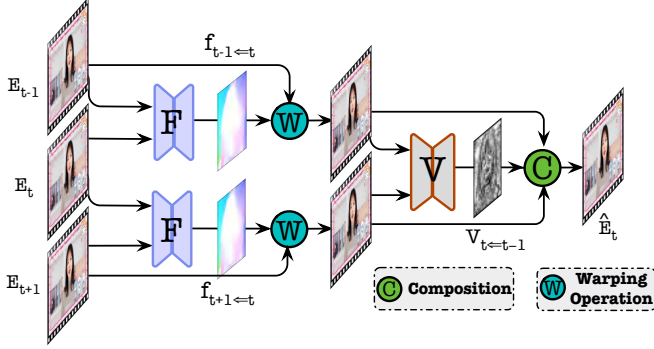 f_{t-1⇐t}
E_{t-1}
F
W
E_t
V
C
F
W
Ê_t
V_{t⇐t-1}
E_{t+1}
f_{t+1⇐t}
C Composition
W Warping
Operation